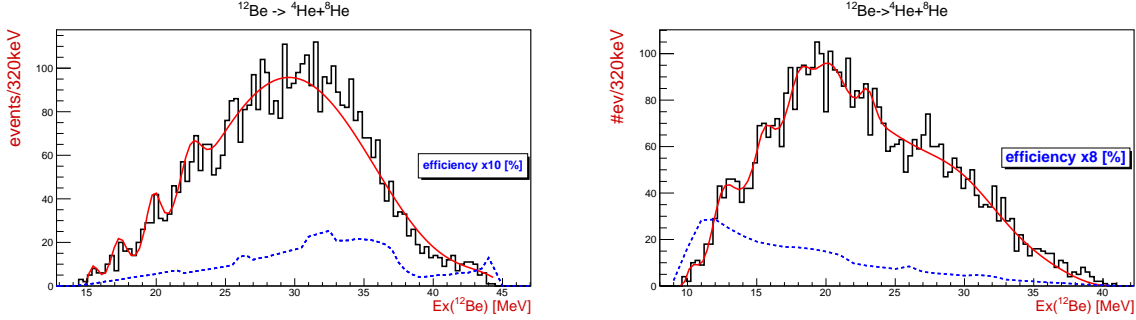 ¹²Be -> ⁴He+⁸He
events/320keV
100
80
60
40
20
0
efficiency x10 [%]
15 20 25 30 35 40 45
Ex(¹²Be) [MeV]
¹²Be->⁴He+⁸He
#ev/320keV
100
80
60
40
20
0
efficiency x8 [%]
10 15 20 25 30 35 40
Ex(¹²Be) [MeV]